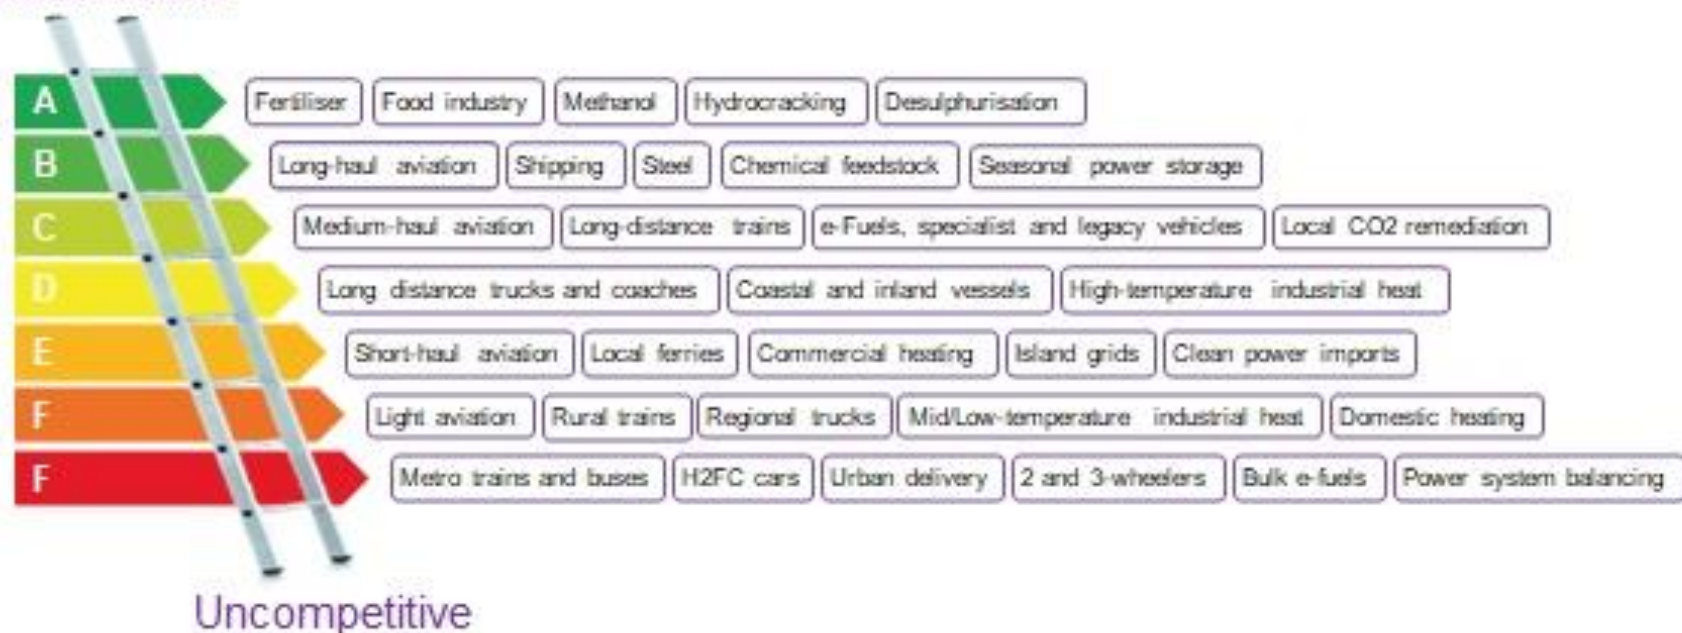 A Fertiliser Food industry Methanol Hydrocracking Desulphurisation
B Long-haul aviation Shipping Steel Chemical feedstock Seasonal power storage
C Medium-haul aviation Long-distance trains e-Fuels, specialist and legacy vehicles Local CO2 remediation
D Long distance trucks and coaches Coastal and inland vessels High-temperature industrial heat
E Short-haul aviation Local ferries Commercial heating Island grids Clean power imports
F Light aviation Rural trains Regional trucks Mid/Low-temperature industrial heat Domestic heating
F Metro trains and buses H2FC cars Urban delivery 2 and 3-wheelers Bulk e-fuels Power system balancing
Uncompetitive